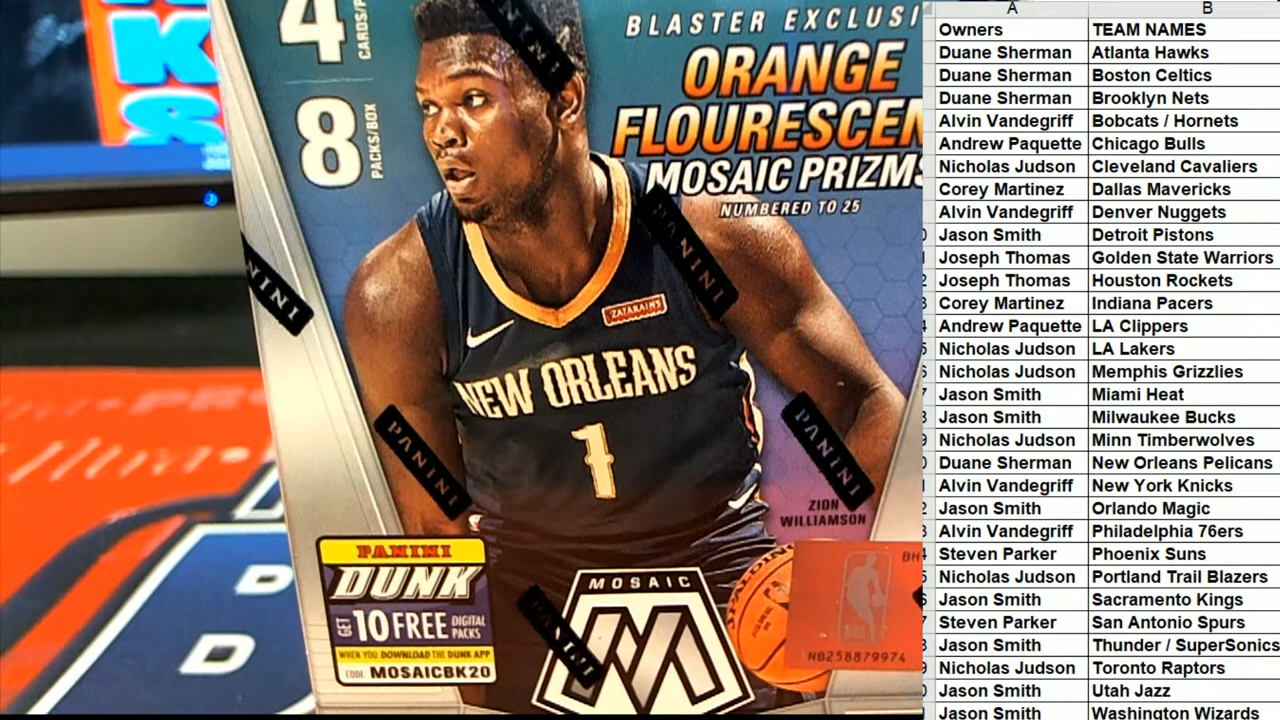 K
S
4
CARDS/P
8
PACKS/BOX
BLASTER EXCLUSI
ORANGE
FLOURESCEN
MOSAIC PRIZMS
NUMBERED TO 25
PANINI
NINI
PANINI
ZATARAIN'S
NEW ORLEANS
1
PANINI
PANINI
ZION
WILLIAMSON
PANINI
DUNK
GET 10 FREE DIGITAL PACKS
WHEN YOU DOWNLOAD THE DUNK APP
CODE: MOSAICBK20
PANINI
MOSAIC
M
SPALDING
BH
NBA
NB258879974
A B
Owners TEAM NAMES
Duane Sherman Atlanta Hawks
Duane Sherman Boston Celtics
Duane Sherman Brooklyn Nets
Alvin Vandegriff Bobcats / Hornets
Andrew Paquette Chicago Bulls
Nicholas Judson Cleveland Cavaliers
Corey Martinez Dallas Mavericks
Alvin Vandegriff Denver Nuggets
Jason Smith Detroit Pistons
Joseph Thomas Golden State Warriors
Joseph Thomas Houston Rockets
Corey Martinez Indiana Pacers
Andrew Paquette LA Clippers
Nicholas Judson LA Lakers
Nicholas Judson Memphis Grizzlies
Jason Smith Miami Heat
Jason Smith Milwaukee Bucks
Nicholas Judson Minn Timberwolves
Duane Sherman New Orleans Pelicans
Alvin Vandegriff New York Knicks
Jason Smith Orlando Magic
Alvin Vandegriff Philadelphia 76ers
Steven Parker Phoenix Suns
Nicholas Judson Portland Trail Blazers
Jason Smith Sacramento Kings
Steven Parker San Antonio Spurs
Jason Smith Thunder / SuperSonics
Nicholas Judson Toronto Raptors
Jason Smith Utah Jazz
Jason Smith Washington Wizards